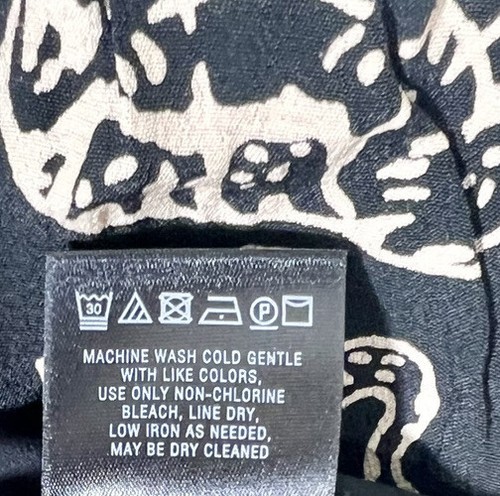 30 P
MACHINE WASH COLD GENTLE
WITH LIKE COLORS,
USE ONLY NON-CHLORINE
BLEACH, LINE DRY,
LOW IRON AS NEEDED,
MAY BE DRY CLEANED